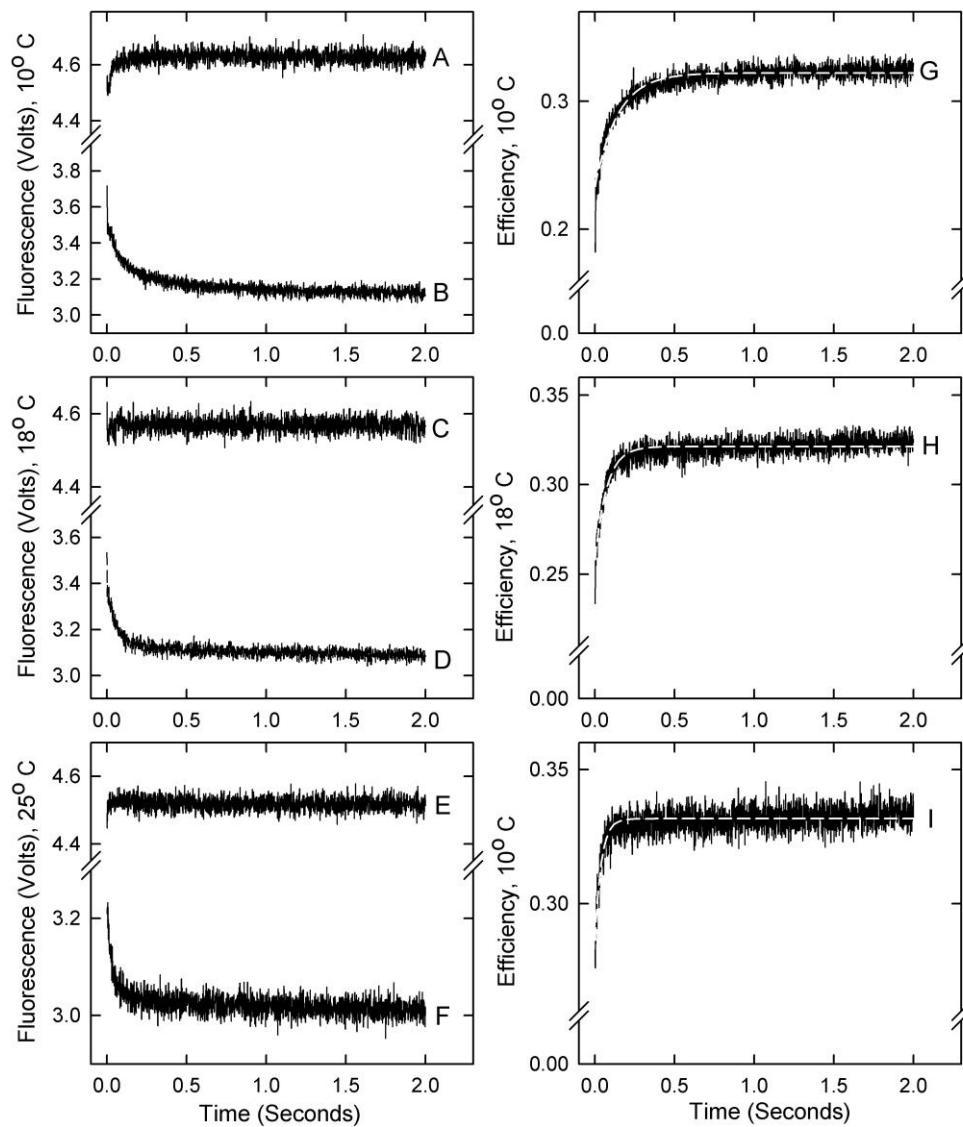 Fluorescence (Volts), 10° C
4.6
4.4
3.8
3.6
3.4
3.2
3.0
A
B
0.0 0.5 1.0 1.5 2.0
Efficiency, 10° C
0.3
0.2
0.0
G
0.0 0.5 1.0 1.5 2.0
Fluorescence (Volts), 18° C
4.6
4.4
3.6
3.4
3.2
3.0
C
D
0.0 0.5 1.0 1.5 2.0
Efficiency, 18° C
0.35
0.30
0.25
0.00
H
0.0 0.5 1.0 1.5 2.0
Fluorescence (Volts), 25° C
4.6
4.4
3.2
3.0
E
F
0.0 0.5 1.0 1.5 2.0
Time (Seconds)
Efficiency, 10° C
0.35
0.30
0.00
I
0.0 0.5 1.0 1.5 2.0
Time (Seconds)